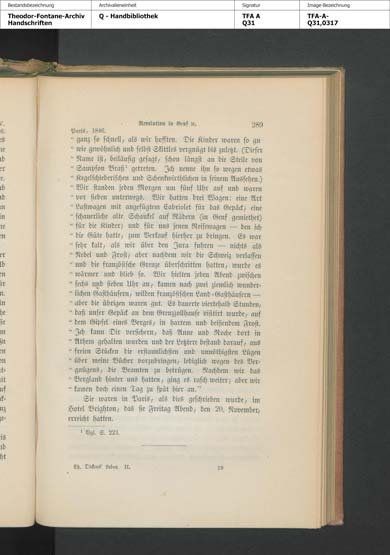 Bestandsbezeichnung
Theodor-Fontane-Archiv
Handschriften
Archivalieneinheit
Q - Handbibliothek
Signatur
TFA A
Q31
Image-Bezeichnung
TFA-A-
Q31,0317
Revolution in Genf &c. 289
Paris, 1846.
“ ganz so schnell, als wir hofften. Die Kinder waren so gu
“ wie gewöhnlich und selbst Skittles vergnügt bis zuletzt. (Dieser
“ Name ist, beiläufig gesagt, schon längst an die Stelle von
“ Sampson Braß¹ getreten. Ich nenne ihn so wegen etwas
“ Kegelschieberischen und Schenkwirthlichen in seinem Aussehen.)
“ Wir standen jeden Morgen um fünf Uhr auf und waren
“ vor sieben unterwegs. Wir hatten drei Wagen: eine Art
“ Lastwagen mit angefügtem Cabriolet für das Gepäck, eine
“ schauerliche alte Schaukel auf Rädern (in Genf gemiethet)
“ für die Kinder; und für uns jenen Reisewagen — den ich
“ die Güte hatte, zum Verkauf hierher zu bringen. Es war
“ sehr kalt, als wir über den Jura fuhren — nichts als
“ Nebel und Frost; aber nachdem wir die Schweiz verlassen
“ und die französische Grenze überschritten hatten, wurde es
“ wärmer und blieb so. Wir hielten jeden Abend zwischen
“ sechs und sieben Uhr an, kamen nach zwei ziemlich wunder-
“ lichen Gasthäusern, wilden französischen Land-Gasthäusern —
“ aber die übrigen waren gut. Es dauerte vierthalb Stunden,
“ daß unser Gepäck an dem Grenzzollhause visitirt wurde, auf
“ dem Gipfel eines Berges, in hartem und beißendem Frost.
“ Ich kann Dir versichern, daß Anne und Roche dort in
“ Athem gehalten wurden und der Letztere bestand darauf, aus
“ freien Stücken die erstaunlichsten und unnöthigsten Lügen
“ über meine Bücher vorzubringen, lediglich wegen des Ver-
“ gnügens, die Beamten zu betrügen. Nachdem wir das
“ Bergland hinter uns hatten, ging es rasch weiter; aber wir
“ kamen doch einen Tag zu spät hier an.”
Sie waren in Paris, als dies geschrieben wurde, im
Hotel Brighton, das sie Freitag Abend, den 20. November,
erreicht hatten.
¹ Vgl. S. 223.
Ch. Dickens' Leben. II. 19